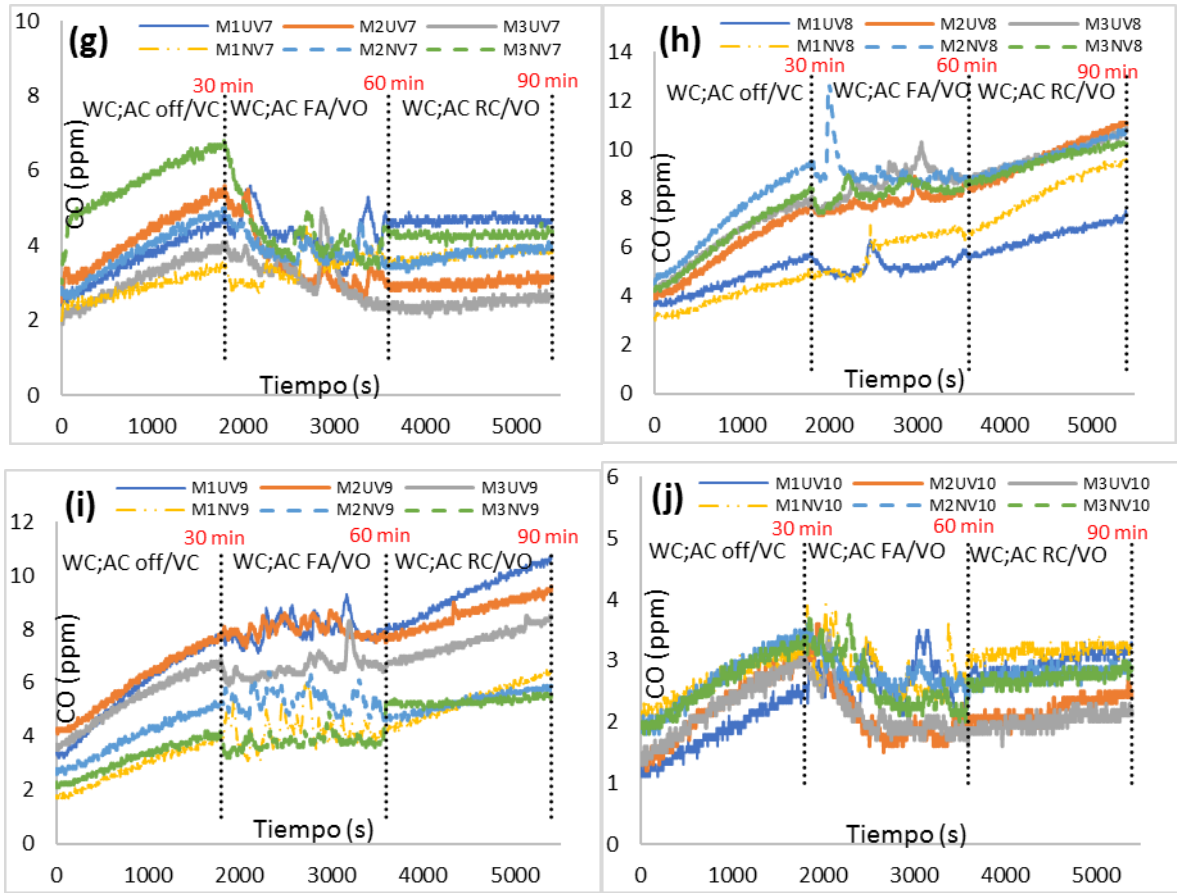 (g)
M1UV7 M2UV7 M3UV7
M1NV7 M2NV7 M3NV7
30 min 60 min 90 min
WC;AC off/VC WC;AC FA/VO WC;AC RC/VO
CO (ppm)
10
8
6
4
2
0
Tiempo (s)
0 1000 2000 3000 4000 5000
(h)
M1UV8 M2UV8 M3UV8
M1NV8 M2NV8 M3NV8
30 min 60 min 90 min
WC;AC off/VC WC;AC FA/VO WC;AC RC/VO
CO (ppm)
14
12
10
8
6
4
2
0
Tiempo (s)
0 1000 2000 3000 4000 5000
(i)
M1UV9 M2UV9 M3UV9
M1NV9 M2NV9 M3NV9
30 min 60 min 90 min
WC;AC off/VC WC;AC FA/VO WC;AC RC/VO
CO (ppm)
12
10
8
6
4
2
0
Tiempo (s)
0 1000 2000 3000 4000 5000
(j)
M1UV10 M2UV10 M3UV10
M1NV10 M2NV10 M3NV10
30 min 60 min 90 min
WC;AC off/VC WC;AC FA/VO WC;AC RC/VO
CO (ppm)
6
5
4
3
2
1
0
Tiempo (s)
0 1000 2000 3000 4000 5000